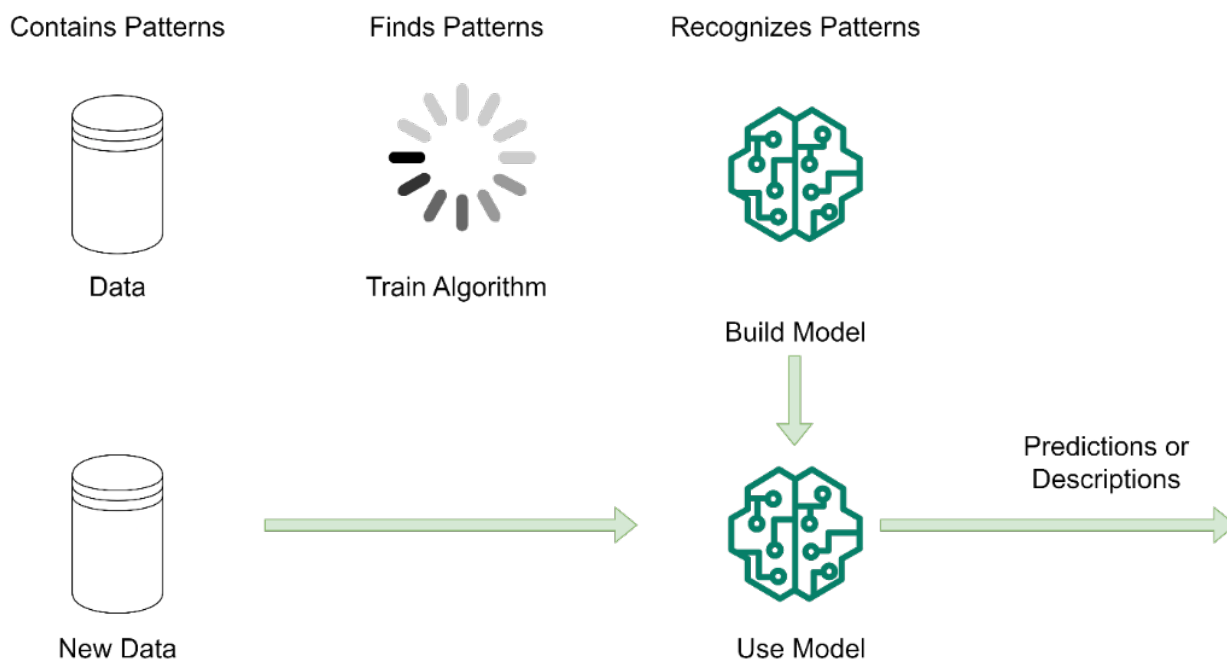 Contains Patterns
Finds Patterns
Recognizes Patterns
Data
Train Algorithm
Build Model
Predictions or
Descriptions
New Data
Use Model